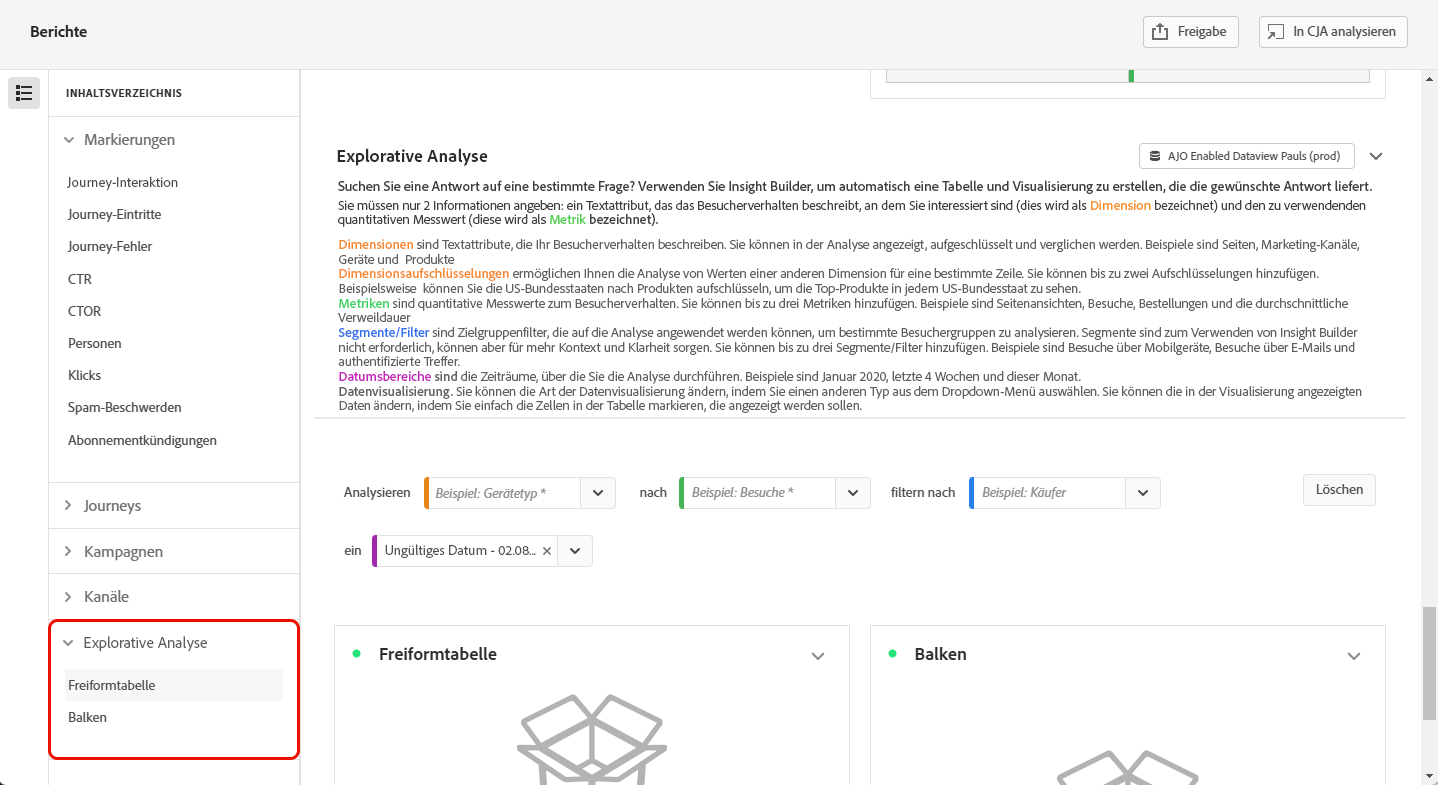 Berichte
Freigabe
In CJA analysieren
INHALTSVERZEICHNIS
Markierungen
Journey-Interaktion
Journey-Eintritte
Journey-Fehler
CTR
CTOR
Personen
Klicks
Spam-Beschwerden
Abonnementkündigungen
Journeys
Kampagnen
Kanäle
Explorative Analyse
Freiformtabelle
Balken
Explorative Analyse
AJO Enabled Dataview Pauls (prod)
Suchen Sie eine Antwort auf eine bestimmte Frage? Verwenden Sie Insight Builder, um automatisch eine Tabelle und Visualisierung zu erstellen, die die gewünschte Antwort liefert.
Sie müssen nur 2 Informationen angeben: ein Textattribut, das das Besucherverhalten beschreibt, an dem Sie interessiert sind (dies wird als Dimension bezeichnet) und den zu verwendenden
quantitativen Messwert (diese wird als Metrik bezeichnet).
Dimensionen sind Textattribute, die Ihr Besucherverhalten beschreiben. Sie können in der Analyse angezeigt, aufgeschlüsselt und verglichen werden. Beispiele sind Seiten, Marketing-Kanäle,
Geräte und Produkte
Dimensionsaufschlüsselungen ermöglichen Ihnen die Analyse von Werten einer anderen Dimension für eine bestimmte Zeile. Sie können bis zu zwei Aufschlüsselungen hinzufügen.
Beispielsweise können Sie die US-Bundesstaaten nach Produkten aufschlüsseln, um die Top-Produkte in jedem US-Bundesstaat zu sehen.
Metriken sind quantitative Messwerte zum Besucherverhalten. Sie können bis zu drei Metriken hinzufügen. Beispiele sind Seitenansichten, Besuche, Bestellungen und die durchschnittliche
Verweildauer
Segmente/Filter sind Zielgruppenfilter, die auf die Analyse angewendet werden können, um bestimmte Besuchergruppen zu analysieren. Segmente sind zum Verwenden von Insight Builder
nicht erforderlich, können aber für mehr Kontext und Klarheit sorgen. Sie können bis zu drei Segmente/Filter hinzufügen. Beispiele sind Besuche über Mobilgeräte, Besuche über E-Mails und
authentifizierte Treffer.
Datumsbereiche sind die Zeiträume, über die Sie die Analyse durchführen. Beispiele sind Januar 2020, letzte 4 Wochen und dieser Monat.
Datenvisualisierung. Sie können die Art der Datenvisualisierung ändern, indem Sie einen anderen Typ aus dem Dropdown-Menü auswählen. Sie können die in der Visualisierung angezeigten
Daten ändern, indem Sie einfach die Zellen in der Tabelle markieren, die angezeigt werden sollen.
Analysieren Beispiel: Gerätetyp * nach Beispiel: Besuche * filtern nach Beispiel: Käufer Löschen
ein Ungültiges Datum - 02.08...
Freiformtabelle
Balken